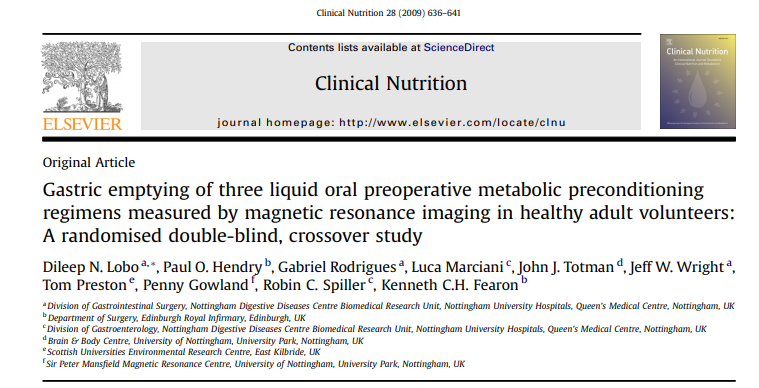 Clinical Nutrition 28 (2009) 636–641
ELSEVIER
Contents lists available at ScienceDirect
Clinical Nutrition
journal homepage: http://www.elsevier.com/locate/clnu
Clinical Nutrition
Original Article
Gastric emptying of three liquid oral preoperative metabolic preconditioning
regimens measured by magnetic resonance imaging in healthy adult volunteers:
A randomised double-blind, crossover study
Dileep N. Lobo a,*, Paul O. Hendry b, Gabriel Rodrigues a, Luca Marciani c, John J. Totman d, Jeff W. Wright a,
Tom Preston e, Penny Gowland f, Robin C. Spiller c, Kenneth C.H. Fearon b
a Division of Gastrointestinal Surgery, Nottingham Digestive Diseases Centre Biomedical Research Unit, Nottingham University Hospitals, Queen's Medical Centre, Nottingham, UK
b Department of Surgery, Edinburgh Royal Infirmary, Edinburgh, UK
c Division of Gastroenterology, Nottingham Digestive Diseases Centre Biomedical Research Unit, Nottingham University Hospitals, Queen's Medical Centre, Nottingham, UK
d Brain & Body Centre, University of Nottingham, University Park, Nottingham, UK
e Scottish Universities Environmental Research Centre, East Kilbride, UK
f Sir Peter Mansfield Magnetic Resonance Centre, University of Nottingham, University Park, Nottingham, UK